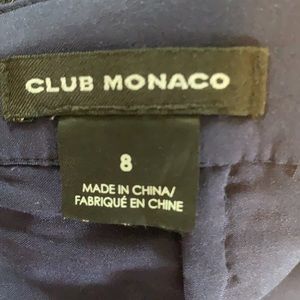 CLUB MONACO
8
MADE IN CHINA/
FABRIQUÉ EN CHINE